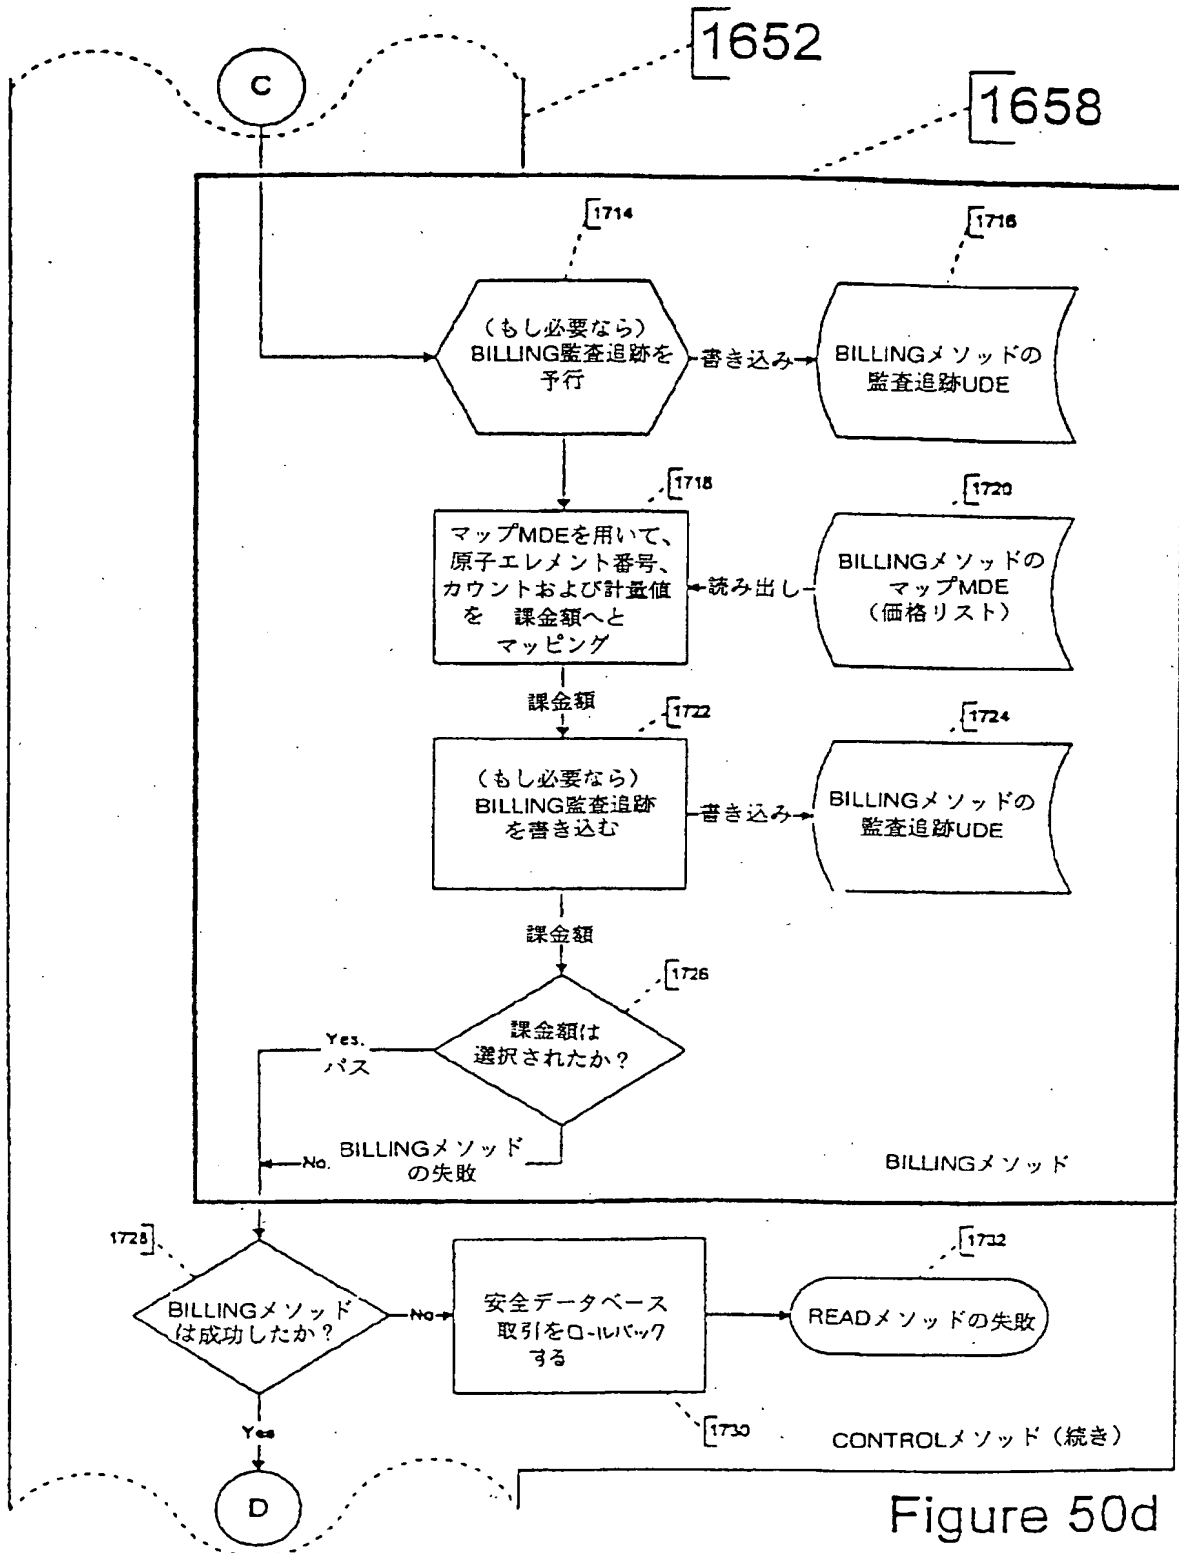 1652
C
1658
1714
1716
(もし必要なら)
BILLING監査追跡を
予行
書き込み
BILLINGメソッドの
監査追跡UDE
1718
1720
マップMDEを用いて、
原子エレメント番号、
カウントおよび計量値
を 課金額へと
マッピング
読み出し
BILLINGメソッドの
マップMDE
(価格リスト)
課金額
1722
1724
(もし必要なら)
BILLING監査追跡
を書き込む
書き込み
BILLINGメソッドの
監査追跡UDE
課金額
1726
課金額は
選択されたか?
Yes.
パス
No.
BILLINGメソッド
の失敗
BILLINGメソッド
1728
1732
BILLINGメソッド
は成功したか?
No
安全データベース
取引をロールバック
する
READメソッドの失敗
1730
Yes
CONTROLメソッド(続き)
D
Figure 50d